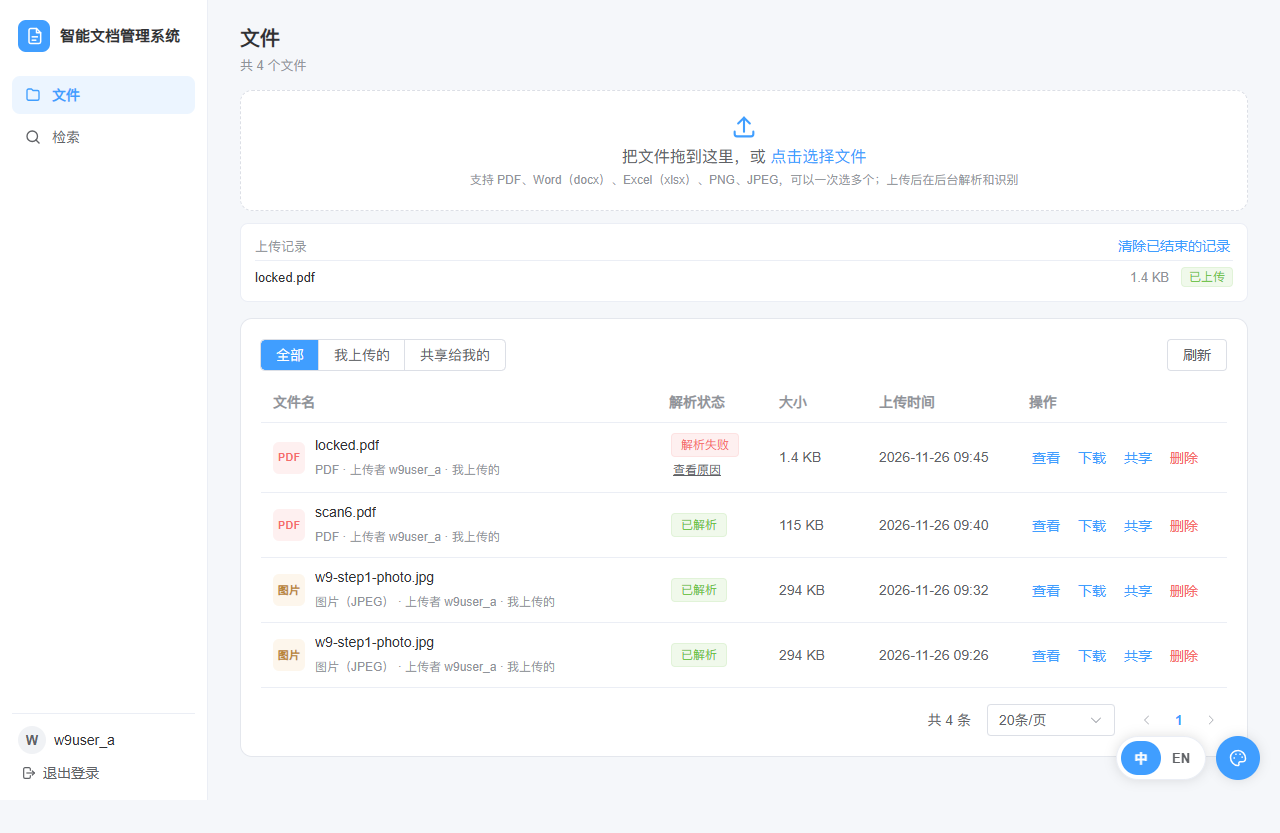 智能文档管理系统
文件
检索
文件
共 4 个文件
把文件拖到这里，或 点击选择文件
支持 PDF、Word（docx）、Excel（xlsx）、PNG、JPEG，可以一次选多个；上传后在后台解析和识别
上传记录 清除已结束的记录
locked.pdf 1.4 KB 已上传
全部 我上传的 共享给我的 刷新
文件名 解析状态 大小 上传时间 操作
PDF locked.pdf 解析失败 1.4 KB 2026-11-26 09:45 查看 下载 共享 删除
PDF · 上传者 w9user_a · 我上传的 查看原因
PDF scan6.pdf 已解析 115 KB 2026-11-26 09:40 查看 下载 共享 删除
PDF · 上传者 w9user_a · 我上传的
图片 w9-step1-photo.jpg 已解析 294 KB 2026-11-26 09:32 查看 下载 共享 删除
图片（JPEG） · 上传者 w9user_a · 我上传的
图片 w9-step1-photo.jpg 已解析 294 KB 2026-11-26 09:26 查看 下载 共享 删除
图片（JPEG） · 上传者 w9user_a · 我上传的
共 4 条 20条/页 1
中 EN
W w9user_a
退出登录